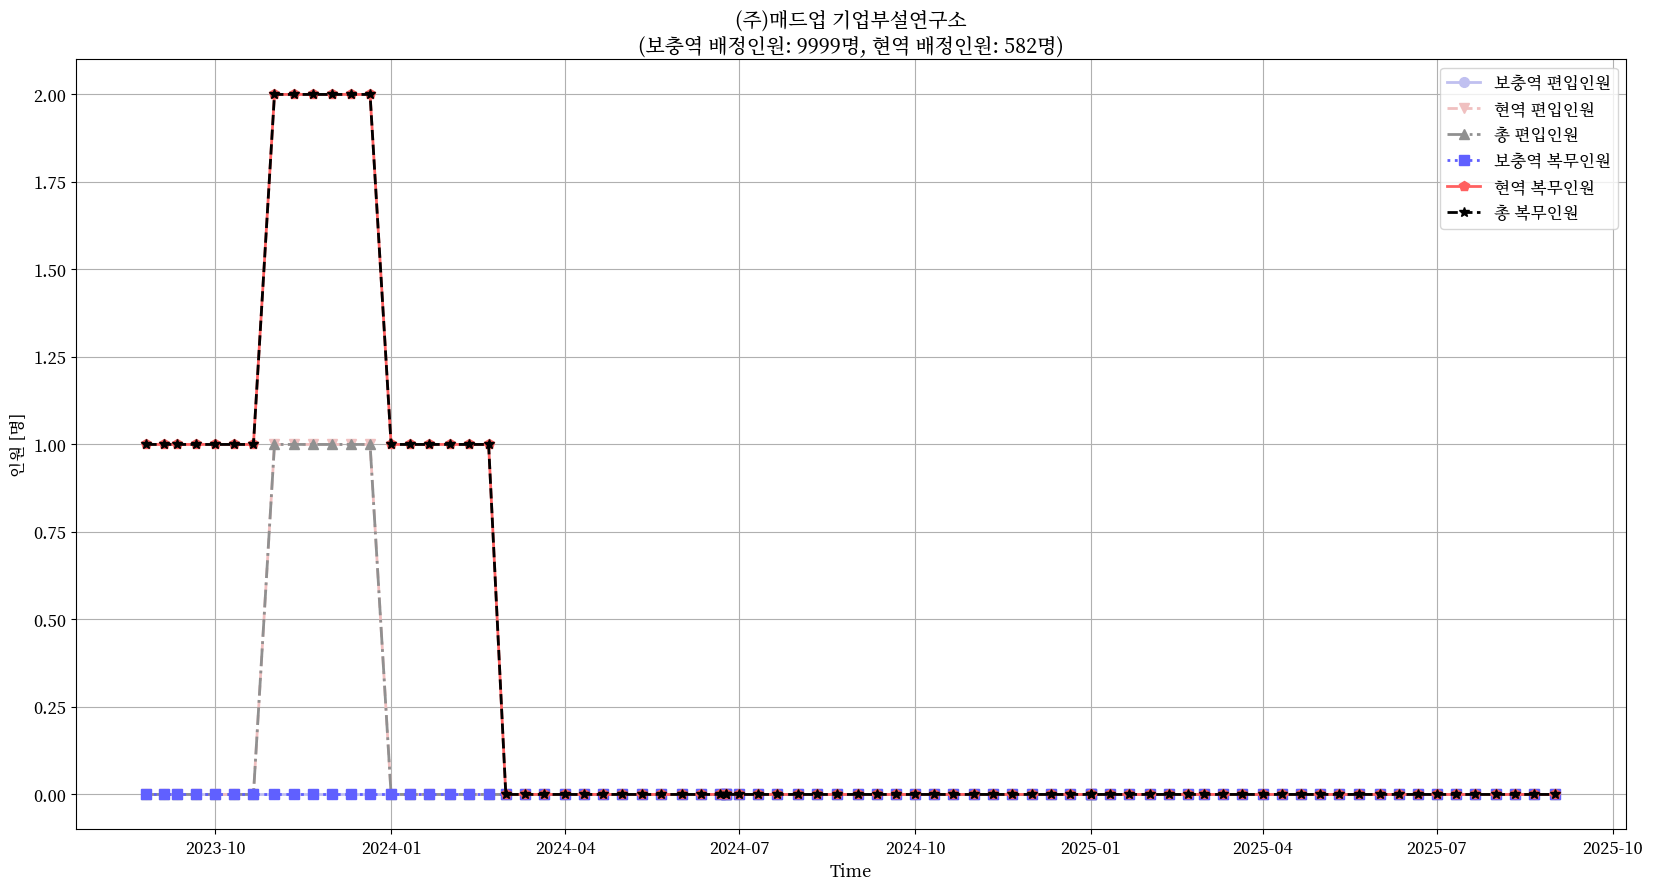 (주)매드업 기업부설연구소
(보충역 배정인원: 9999명, 현역 배정인원: 582명)
보충역 편입인원
현역 편입인원
총 편입인원
보충역 복무인원
현역 복무인원
총 복무인원
인원 [명]
2.00
1.75
1.50
1.25
1.00
0.75
0.50
0.25
0.00
2023-10
2024-01
2024-04
2024-07
2024-10
2025-01
2025-04
2025-07
2025-10
Time